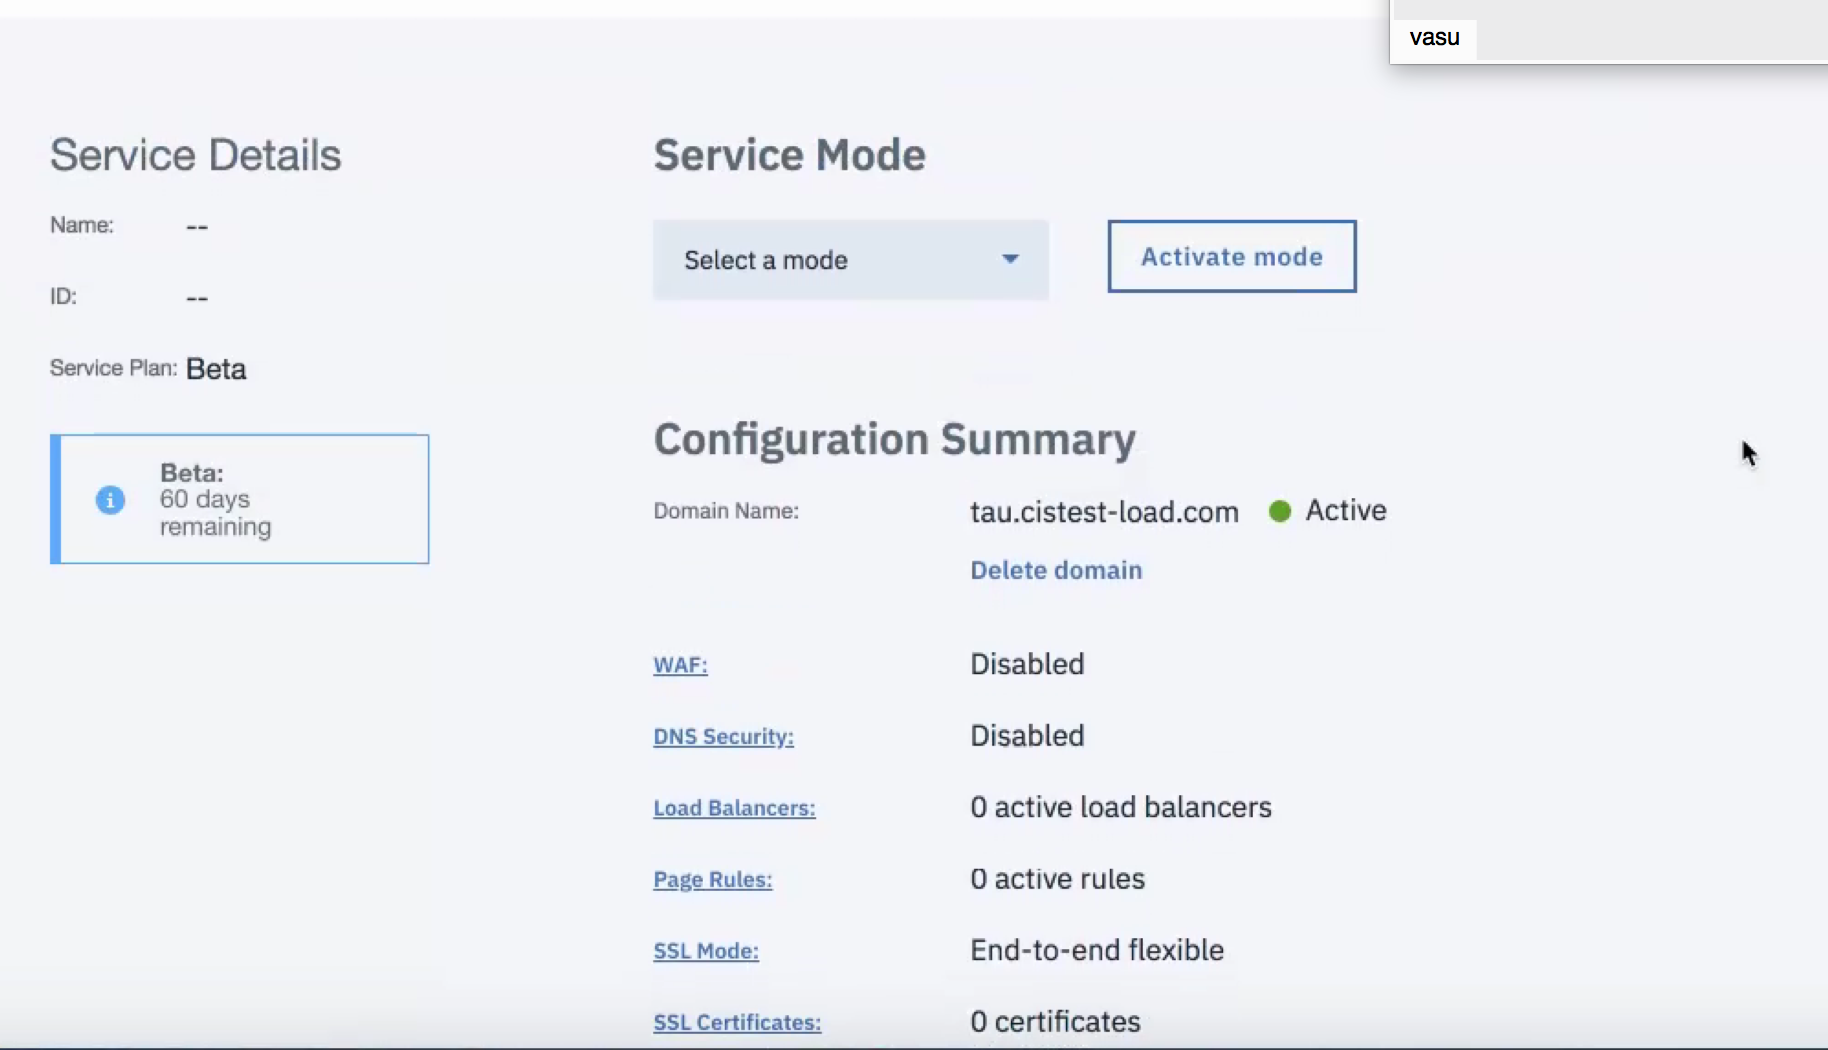 vasu
Service Details
Name: --
ID: --
Service Plan: Beta
Beta:
60 days
remaining
Service Mode
Select a mode
Activate mode
Configuration Summary
Domain Name: tau.cistest-load.com Active
Delete domain
WAF: Disabled
DNS Security: Disabled
Load Balancers: 0 active load balancers
Page Rules: 0 active rules
SSL Mode: End-to-end flexible
SSL Certificates: 0 certificates